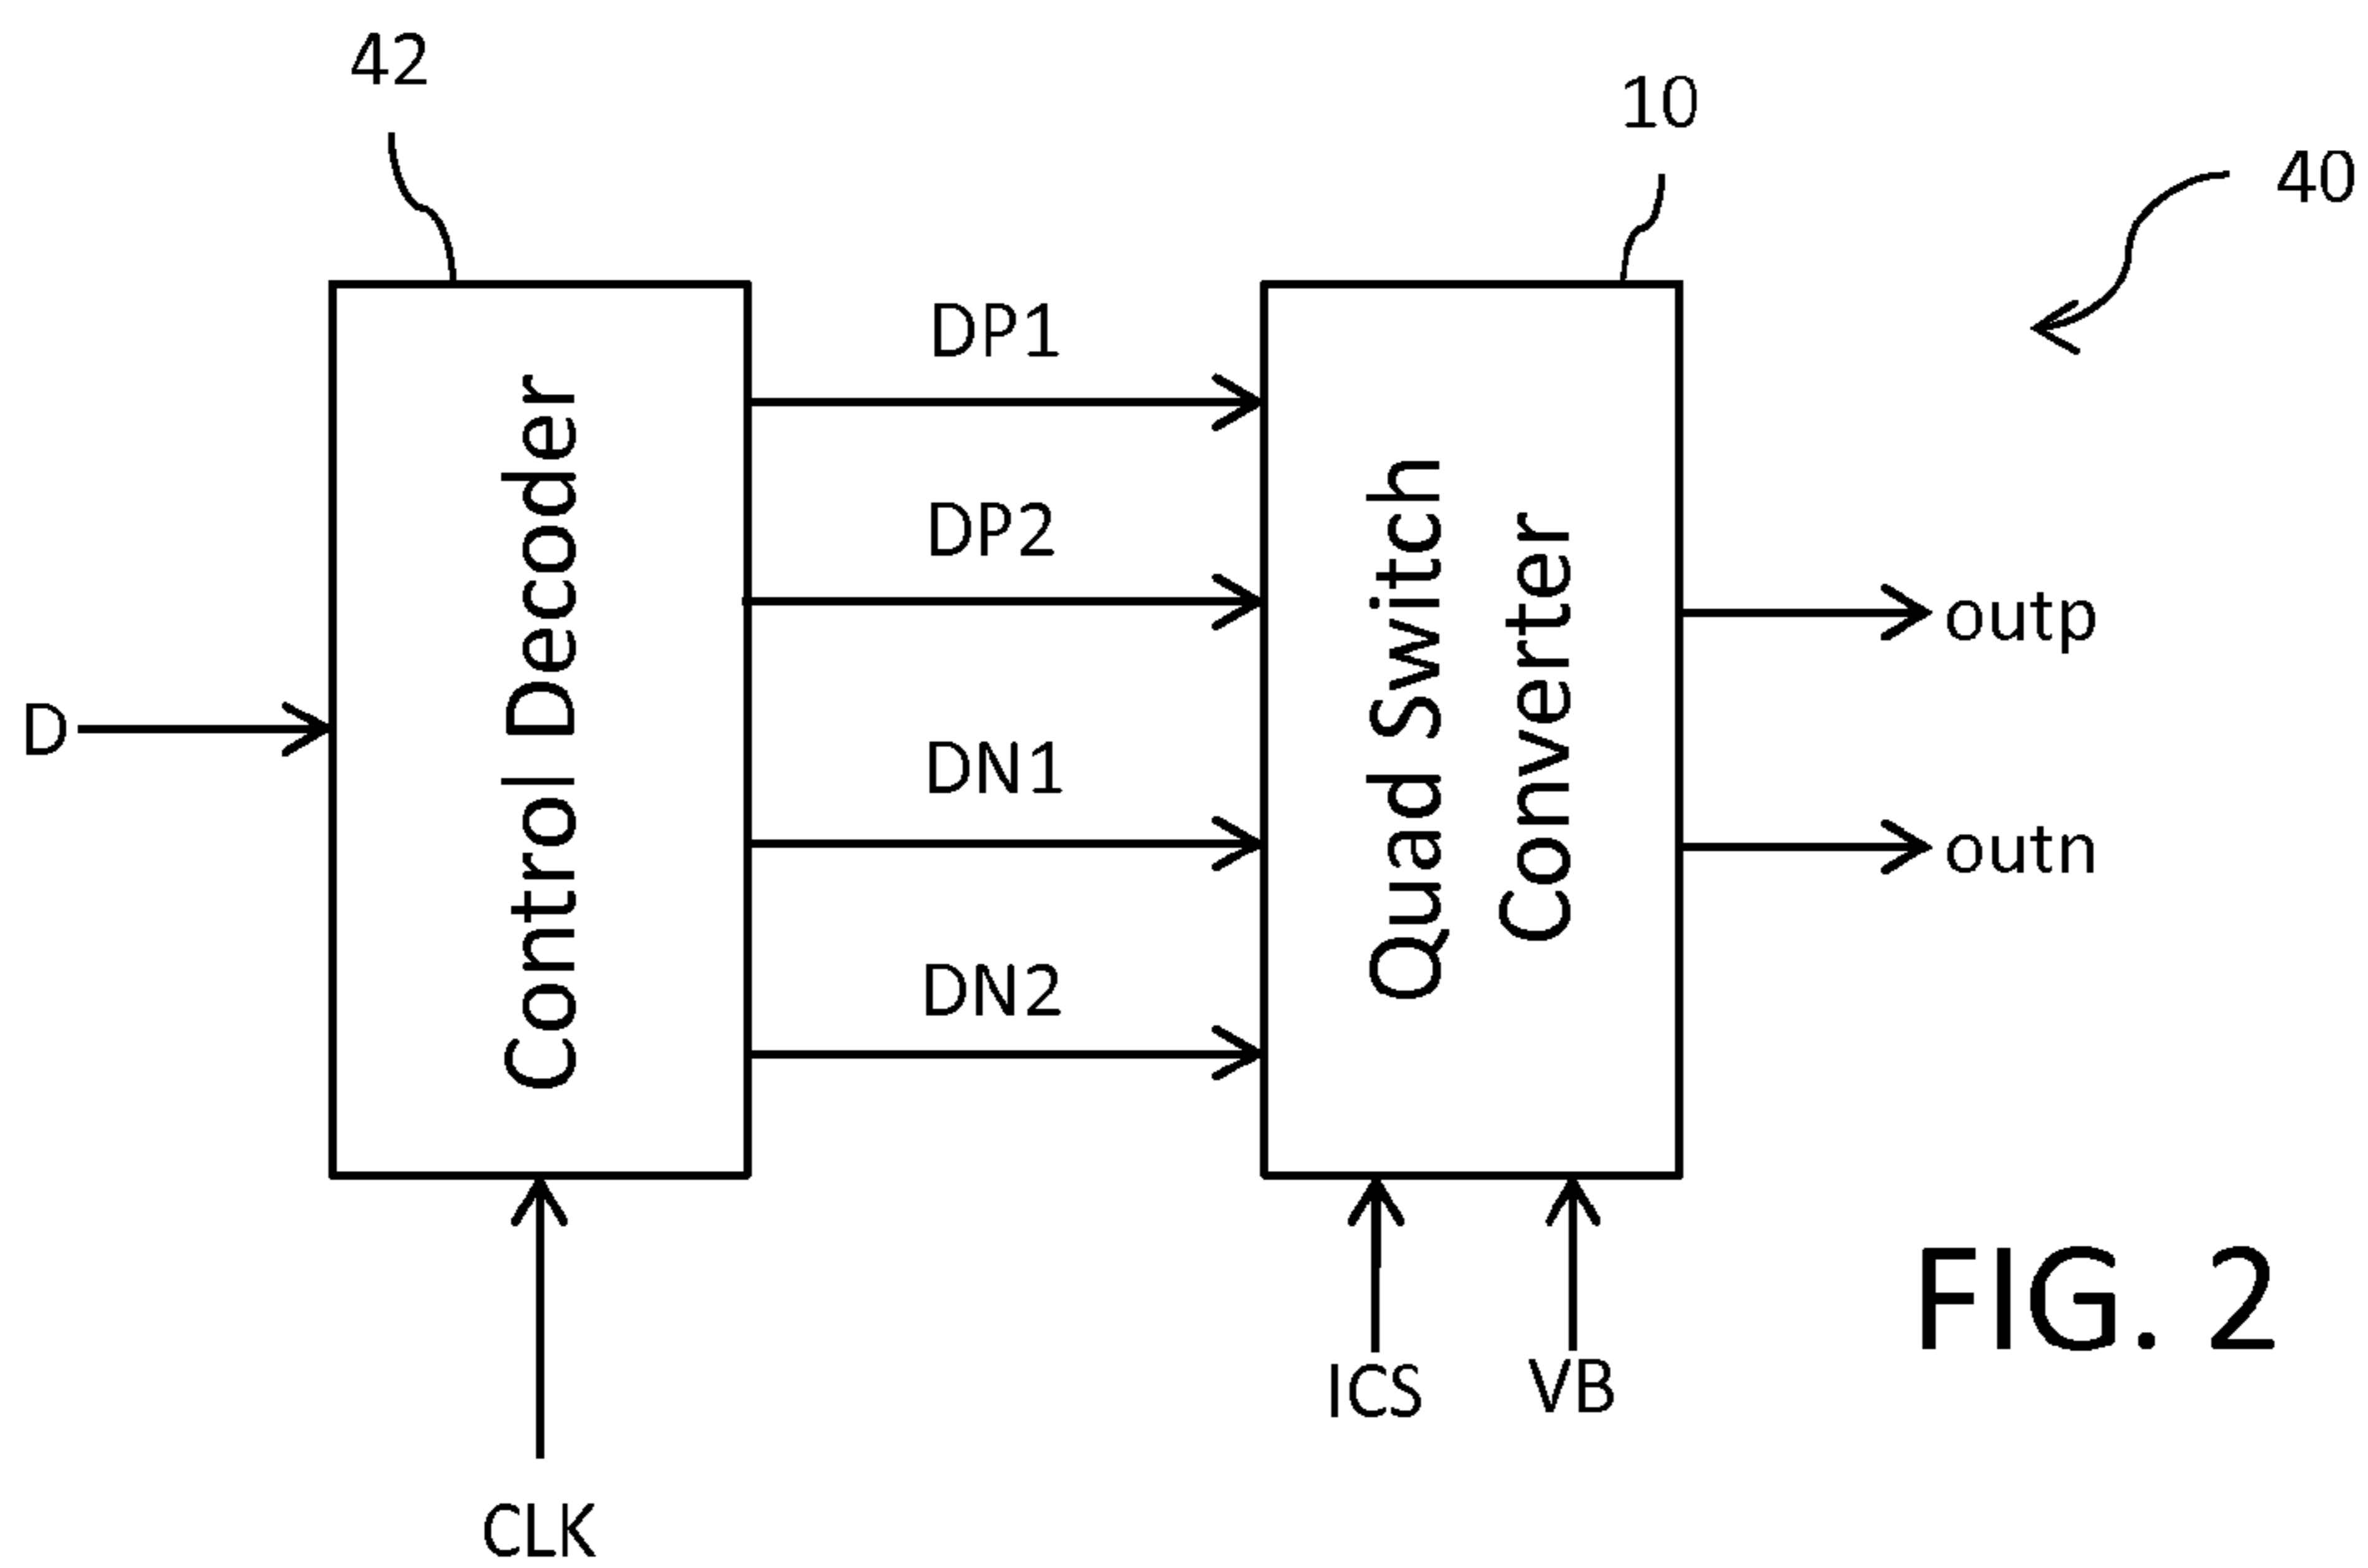 42
10
40
DP1
DP2
DN1
DN2
D
Control Decoder
Quad Switch
Converter
outp
outn
ICS
VB
CLK
FIG. 2